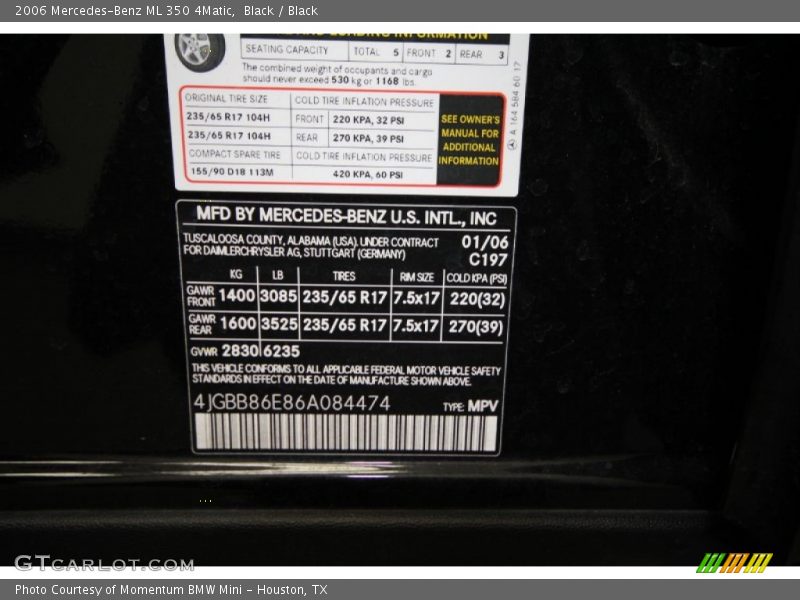 2006 Mercedes-Benz ML 350 4Matic, Black / Black
AND LOADING INFORMATION
SEATING CAPACITY TOTAL 5 FRONT 2 REAR 3
The combined weight of occupants and cargo
should never exceed 530 kg or 1168 lbs.
ORIGINAL TIRE SIZE COLD TIRE INFLATION PRESSURE
235/65 R17 104H FRONT 220 KPA, 32 PSI
235/65 R17 104H REAR 270 KPA, 39 PSI
COMPACT SPARE TIRE COLD TIRE INFLATION PRESSURE
155/90 D18 113M 420 KPA, 60 PSI
SEE OWNER'S
MANUAL FOR
ADDITIONAL
INFORMATION
A 164 584 60 17
MFD BY MERCEDES-BENZ U.S. INTL., INC
TUSCALOOSA COUNTY, ALABAMA (USA). UNDER CONTRACT 01/06
FOR DAIMLERCHRYSLER AG, STUTTGART (GERMANY) C197
KG LB TIRES RIM SIZE COLD KPA (PSI)
GAWR FRONT 1400 3085 235/65 R17 7.5x17 220(32)
GAWR REAR 1600 3525 235/65 R17 7.5x17 270(39)
GVWR 2830 6235
THIS VEHICLE CONFORMS TO ALL APPLICABLE FEDERAL MOTOR VEHICLE SAFETY
STANDARDS IN EFFECT ON THE DATE OF MANUFACTURE SHOWN ABOVE.
4JGBB86E86A084474 TYPE: MPV
GTCARLOT.COM
Photo Courtesy of Momentum BMW Mini - Houston, TX